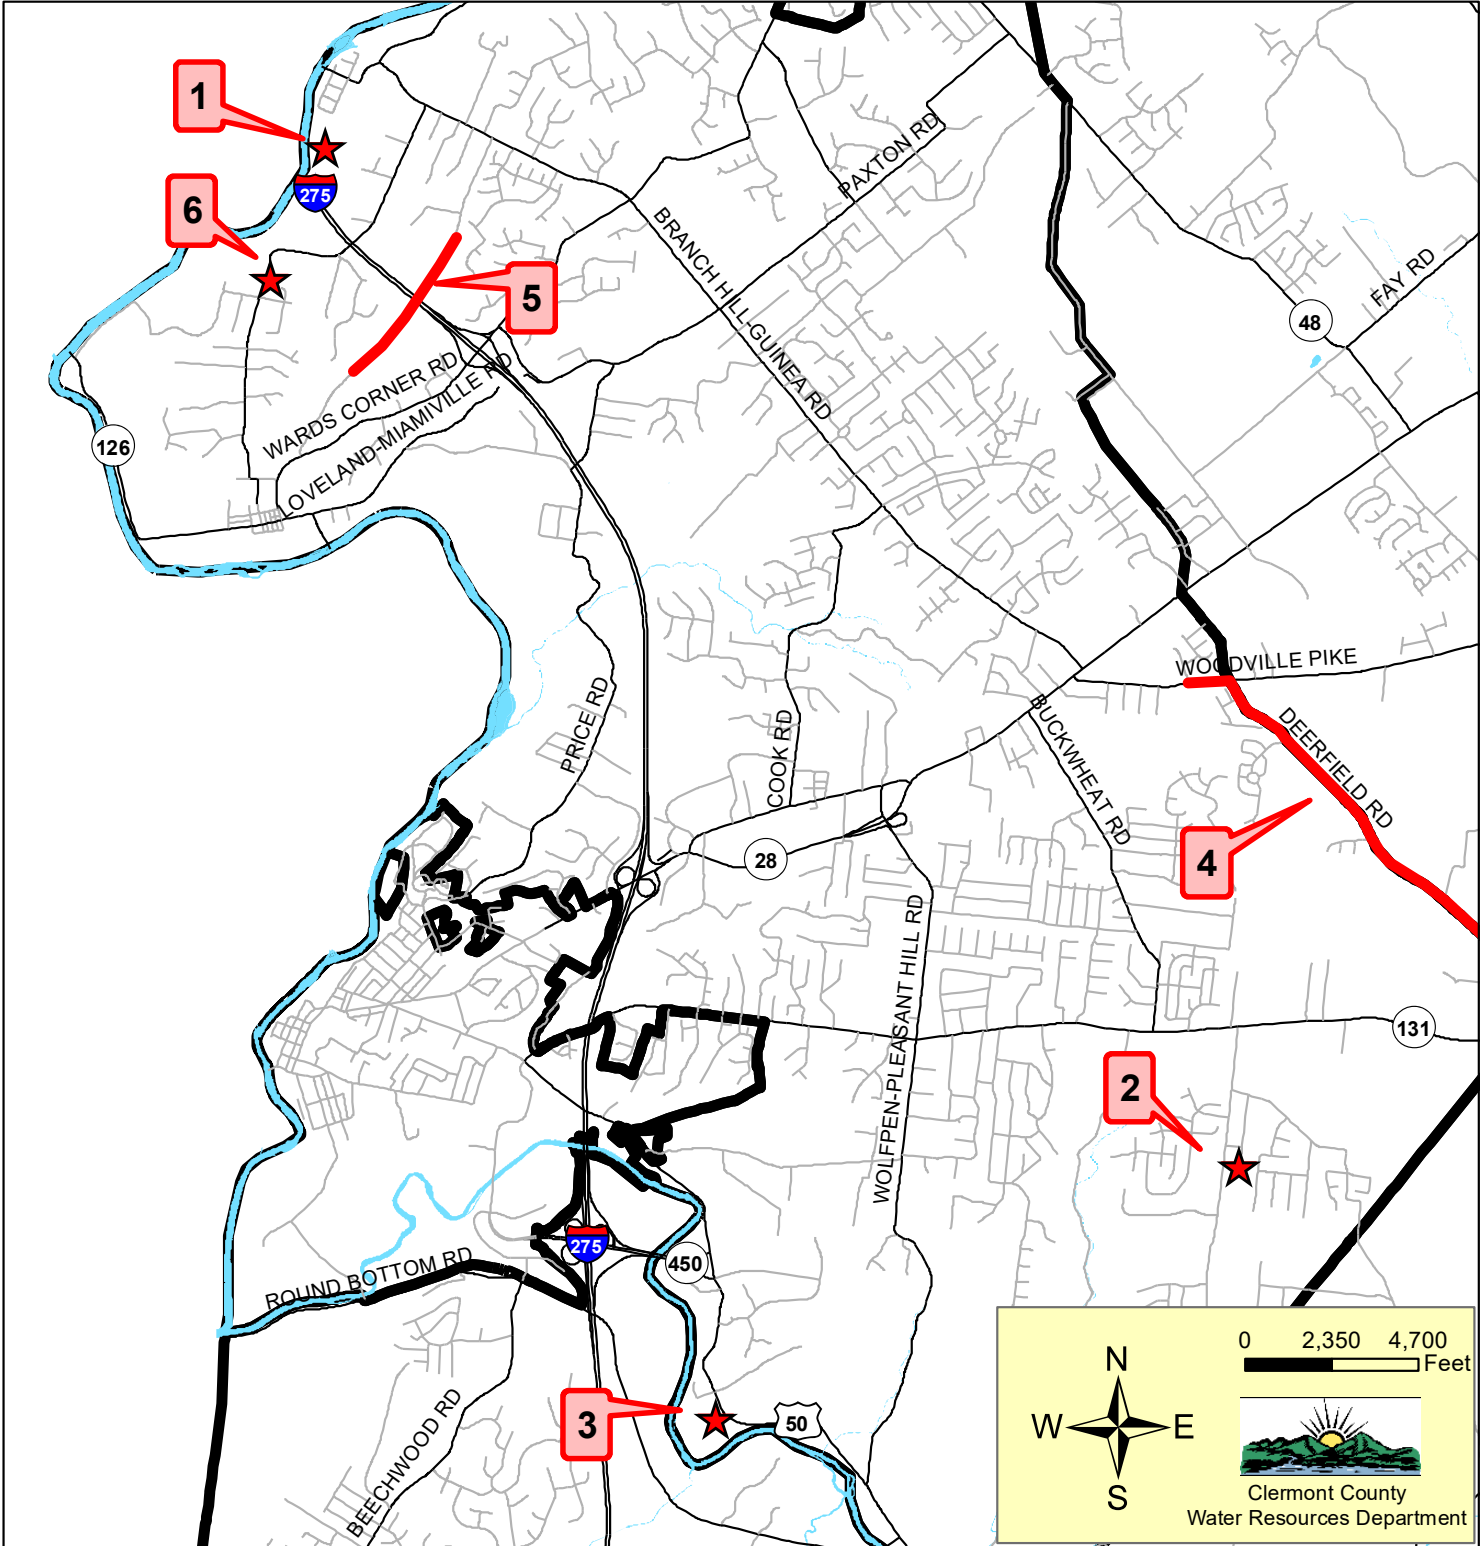 1
275
6
5
PAXTON RD
BRANCH HILL-GUINEA RD
FAY RD
48
WARDS CORNER RD
LOVELAND-MIAMIVILLE RD
126
WOODVILLE PIKE
DEERFIELD RD
PRICE RD
COOK RD
BUCKWHEAT RD
4
28
WOLFPEN-PLEASANT HILL RD
131
2
275
450
ROUND BOTTOM RD
3
50
BEECHWOOD RD
0 2,350 4,700
Feet
N
W E
S
Clermont County
Water Resources Department